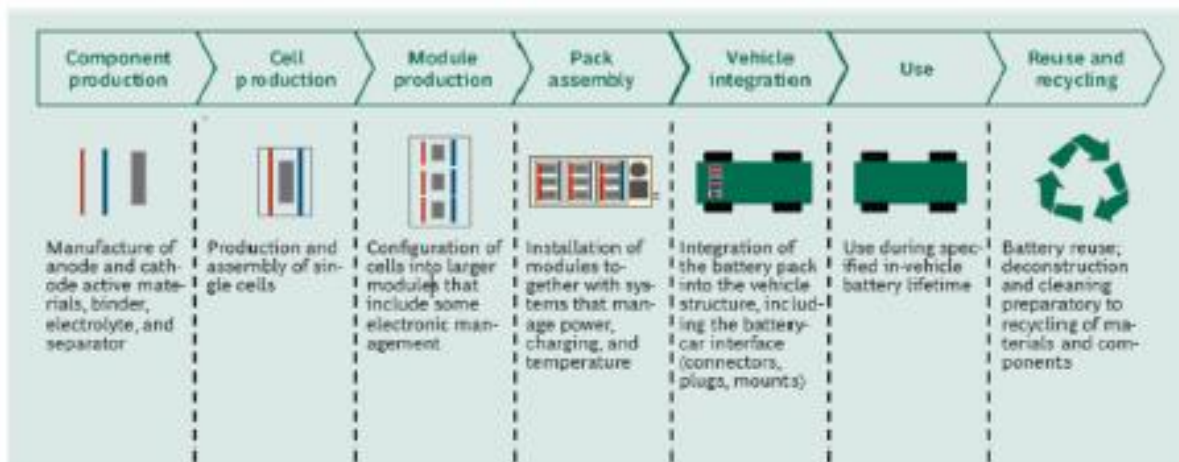 Component
production
Cell
production
Module
production
Pack
assembly
Vehicle
integration
Use
Reuse and
recycling
Manufacture of
anode and cath-
ode active mate-
rials, binder,
electrolyte, and
separator
Production and
assembly of sin-
gle cells
Configuration of
cells into larger
modules that
include some
electronic man-
agement
Installation of
modules to-
gether with sys-
tems that man-
age power,
charging, and
temperature
Integration of
the battery pack
into the vehicle
structure, includ-
ing the battery-
car interface
(connectors,
plugs, mounts)
Use during spec-
ified in-vehicle
battery lifetime
Battery reuse;
deconstruction
and cleaning
preparatory to
recycling of ma-
terials and com-
ponents